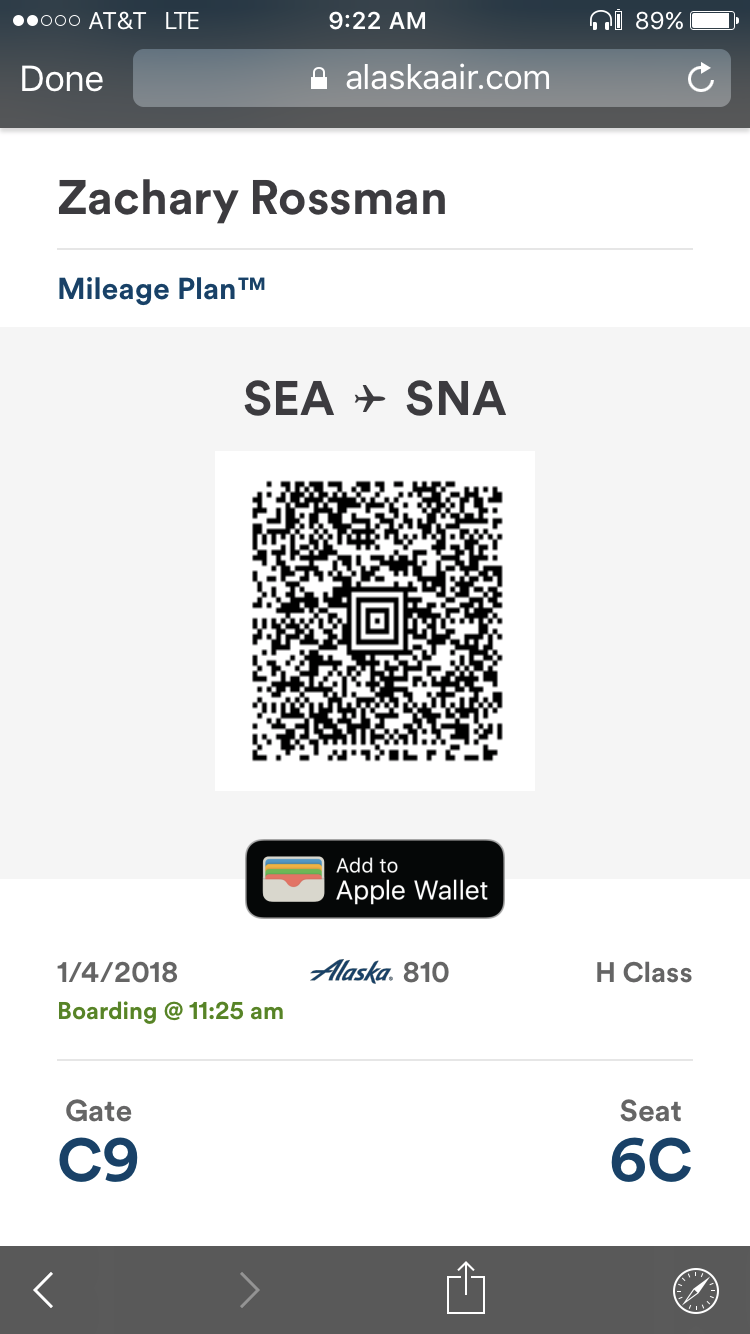 AT&T LTE 9:22 AM 89%
Done alaskaair.com
Zachary Rossman
Mileage Plan™
SEA SNA
Add to
Apple Wallet
1/4/2018 Alaska® 810 H Class
Boarding @ 11:25 am
Gate Seat
C9 6C